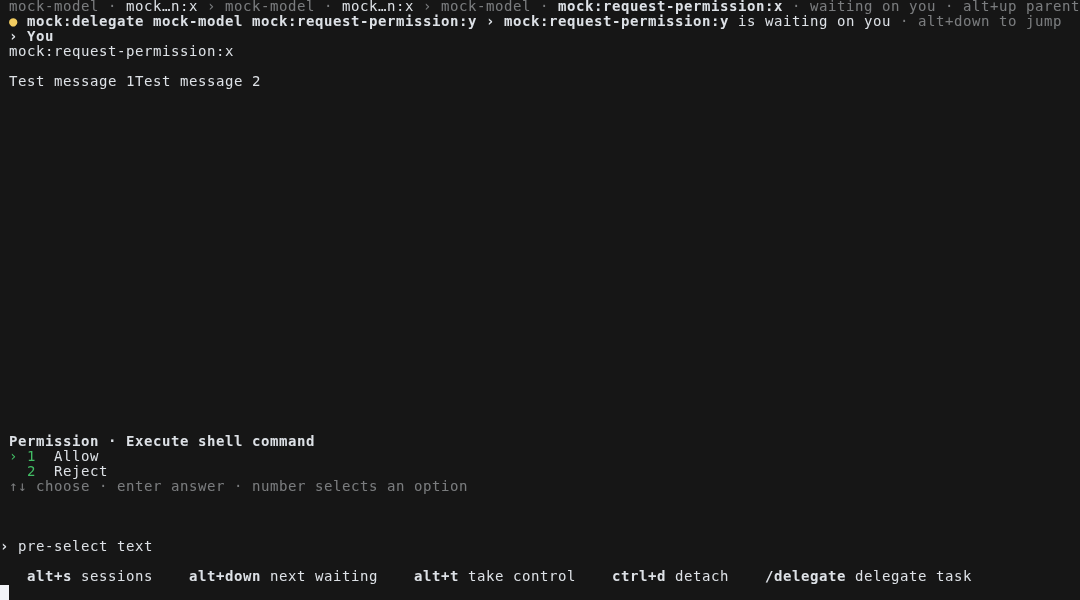 mock-model · mock…n:x › mock-model · mock…n:x › mock-model · mock:request-permission:x · waiting on you · alt+up parent
● mock:delegate mock-model mock:request-permission:y › mock:request-permission:y is waiting on you · alt+down to jump
› You
mock:request-permission:x
Test message 1Test message 2
Permission · Execute shell command
› 1 Allow
2 Reject
↑↓ choose · enter answer · number selects an option
› pre-select text
alt+s sessions alt+down next waiting alt+t take control ctrl+d detach /delegate delegate task